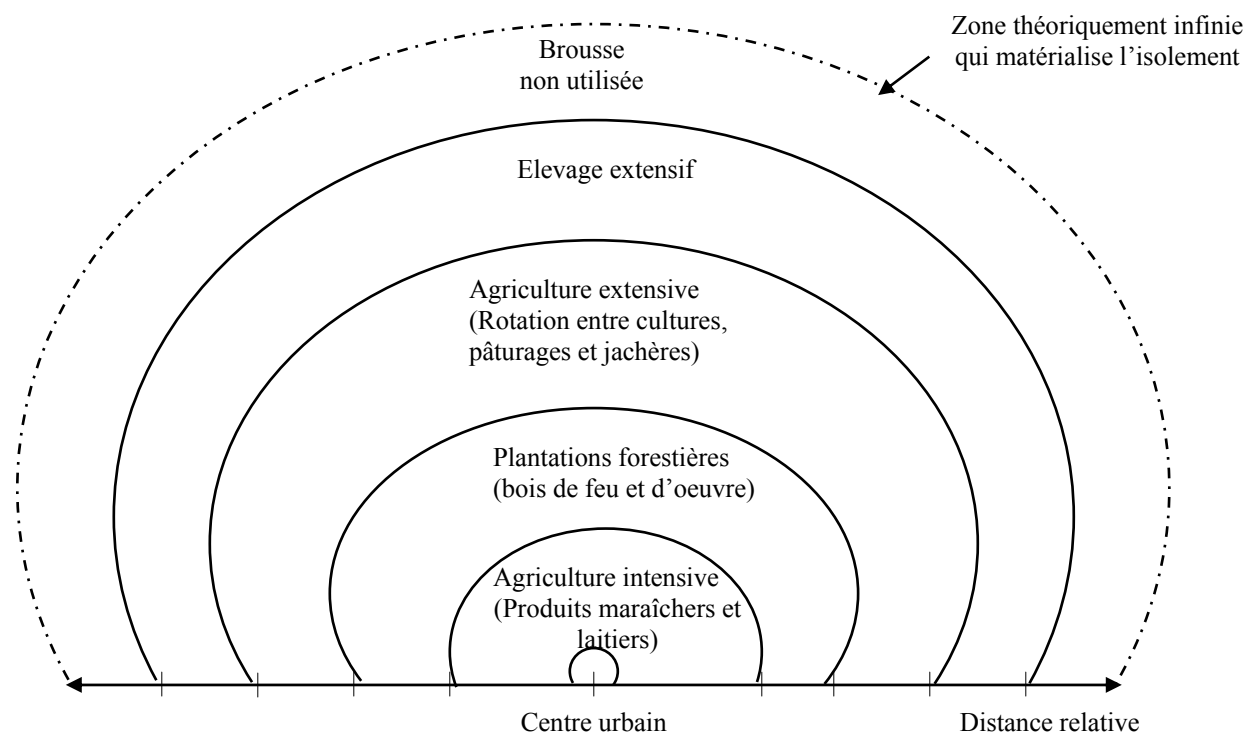 Zone théoriquement infinie
qui matérialise l’isolement
Brousse
non utilisée
Elevage extensif
Agriculture extensive
(Rotation entre cultures,
pâturages et jachères)
Plantations forestières
(bois de feu et d’oeuvre)
Agriculture intensive
(Produits maraîchers et
laitiers)
Centre urbain
Distance relative